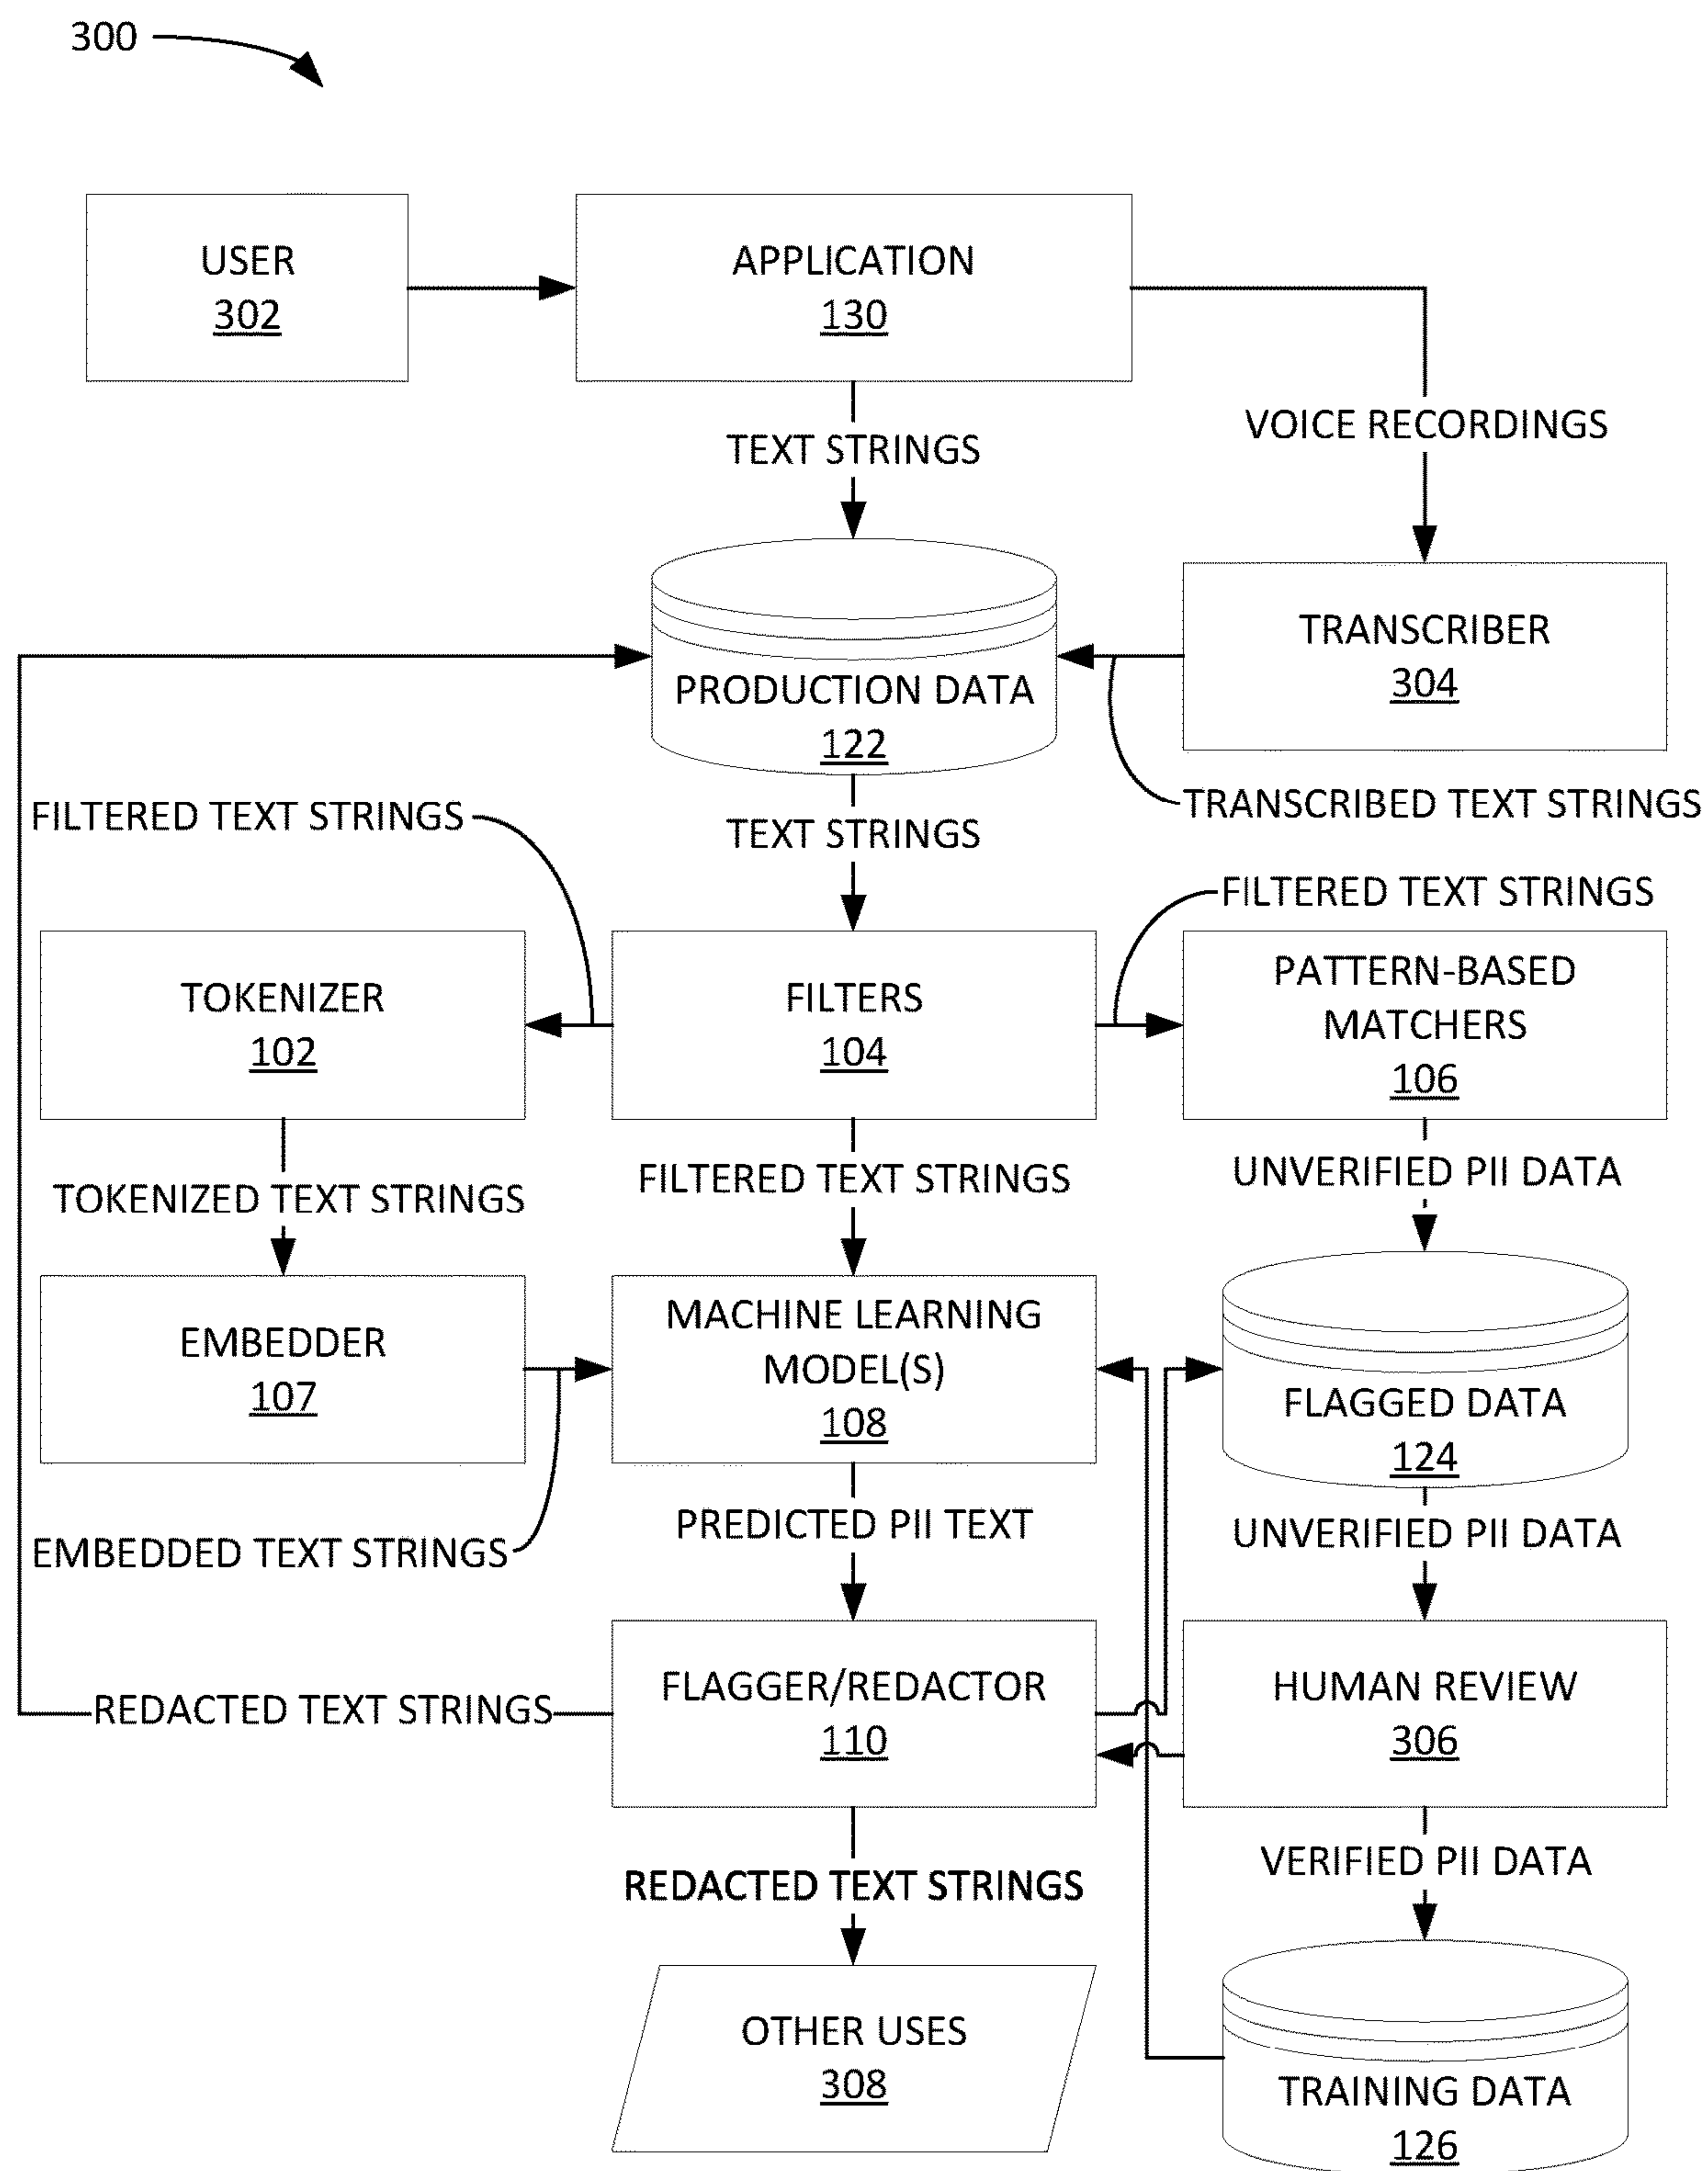 300
USER
302
APPLICATION
130
VOICE RECORDINGS
TEXT STRINGS
TRANSCRIBER
304
PRODUCTION DATA
122
TRANSCRIBED TEXT STRINGS
FILTERED TEXT STRINGS
TEXT STRINGS
FILTERED TEXT STRINGS
TOKENIZER
102
FILTERS
104
PATTERN-BASED
MATCHERS
106
TOKENIZED TEXT STRINGS
FILTERED TEXT STRINGS
UNVERIFIED PII DATA
EMBEDDER
107
MACHINE LEARNING
MODEL(S)
108
FLAGGED DATA
124
EMBEDDED TEXT STRINGS
PREDICTED PII TEXT
UNVERIFIED PII DATA
REDACTED TEXT STRINGS
FLAGGER/REDACTOR
110
HUMAN REVIEW
306
REDACTED TEXT STRINGS
VERIFIED PII DATA
OTHER USES
308
TRAINING DATA
126